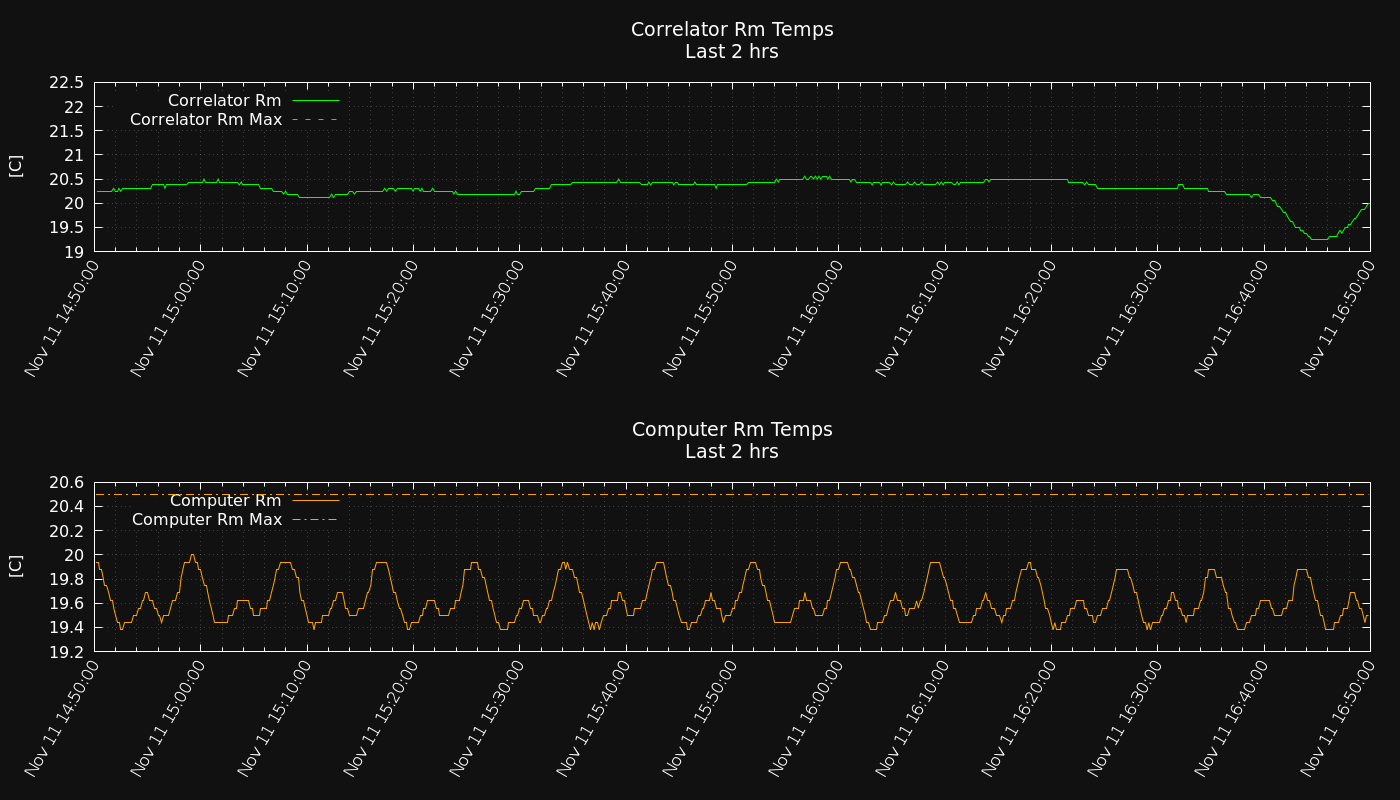 Correlator Rm Temps
Last 2 hrs
22.5
22
21.5
21
20.5
20
19.5
19
[C]
Correlator Rm
Correlator Rm Max
Nov 11 14:50:00
Nov 11 15:00:00
Nov 11 15:10:00
Nov 11 15:20:00
Nov 11 15:30:00
Nov 11 15:40:00
Nov 11 15:50:00
Nov 11 16:00:00
Nov 11 16:10:00
Nov 11 16:20:00
Nov 11 16:30:00
Nov 11 16:40:00
Nov 11 16:50:00
Computer Rm Temps
Last 2 hrs
20.6
20.4
20.2
20
19.8
19.6
19.4
19.2
[C]
Computer Rm
Computer Rm Max
Nov 11 14:50:00
Nov 11 15:00:00
Nov 11 15:10:00
Nov 11 15:20:00
Nov 11 15:30:00
Nov 11 15:40:00
Nov 11 15:50:00
Nov 11 16:00:00
Nov 11 16:10:00
Nov 11 16:20:00
Nov 11 16:30:00
Nov 11 16:40:00
Nov 11 16:50:00